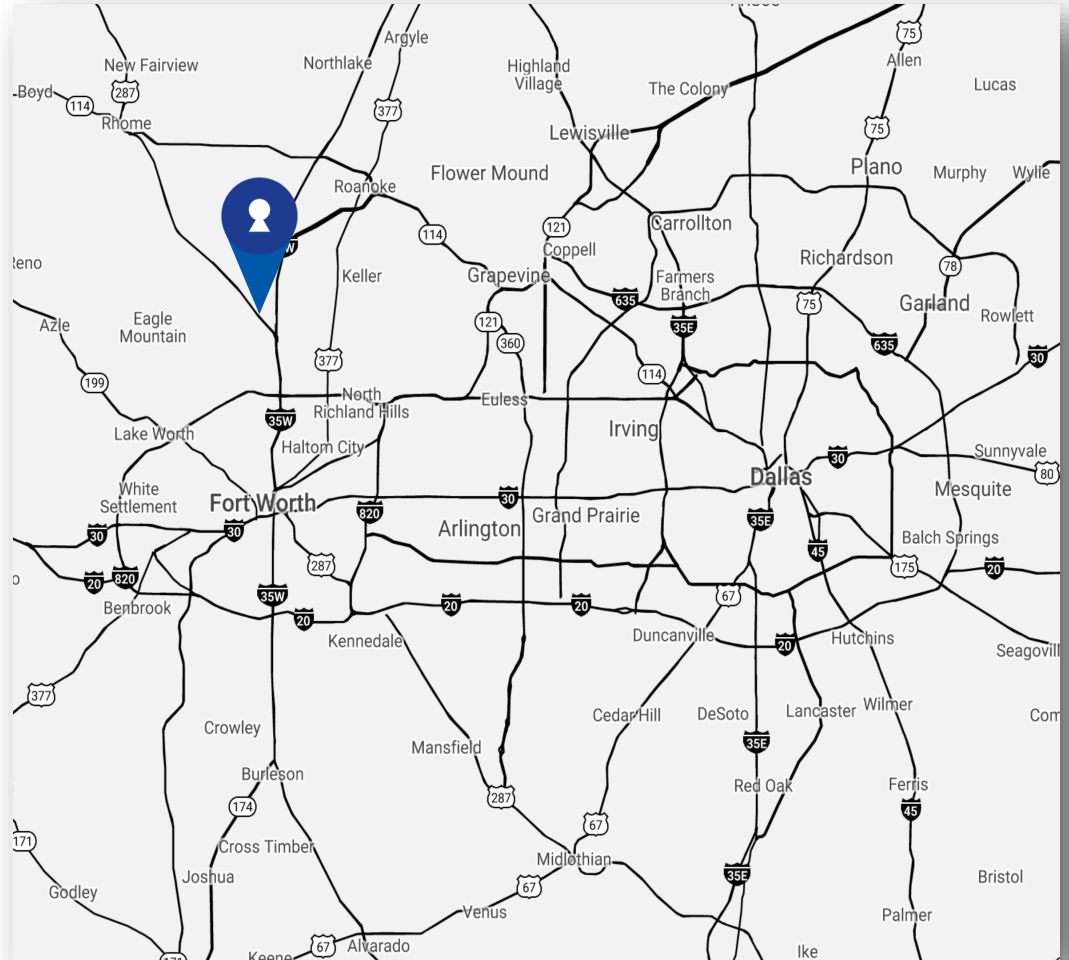 Argyle
75
New Fairview
Northlake
Highland
Village
Allen
287
Boyd
114
377
The Colony
Lucas
Rhome
Lewisville
75
Flower Mound
Plano
Murphy
Wylie
Roanoke
121
Carrollton
114
W
Coppell
Richardson
78
Keller
Grapevine
Farmers
Branch
635
75
Garland
Rowlett
Azle
Eagle
Mountain
121
360
35E
635
30
377
199
114
North
Richland Hills
Euless
35W
Lake Worth
Haltom City
Irving
30
Sunnyvale
80
Dallas
White
Settlement
Fort Worth
30
Mesquite
820
Arlington
Grand Prairie
35E
30
30
45
Balch Springs
287
175
20
20
820
35W
67
Benbrook
20
20
20
Kennedale
Duncanville
20
Hutchins
377
Cedar Hill
DeSoto
Lancaster
Wilmer
Crowley
Mansfield
35E
Burleson
Red Oak
Ferris
287
174
45
67
171
Cross Timber
Midlothian
35E
Joshua
Godley
67
Bristol
Venus
Palmer
67
Alvarado
Ike
Keene